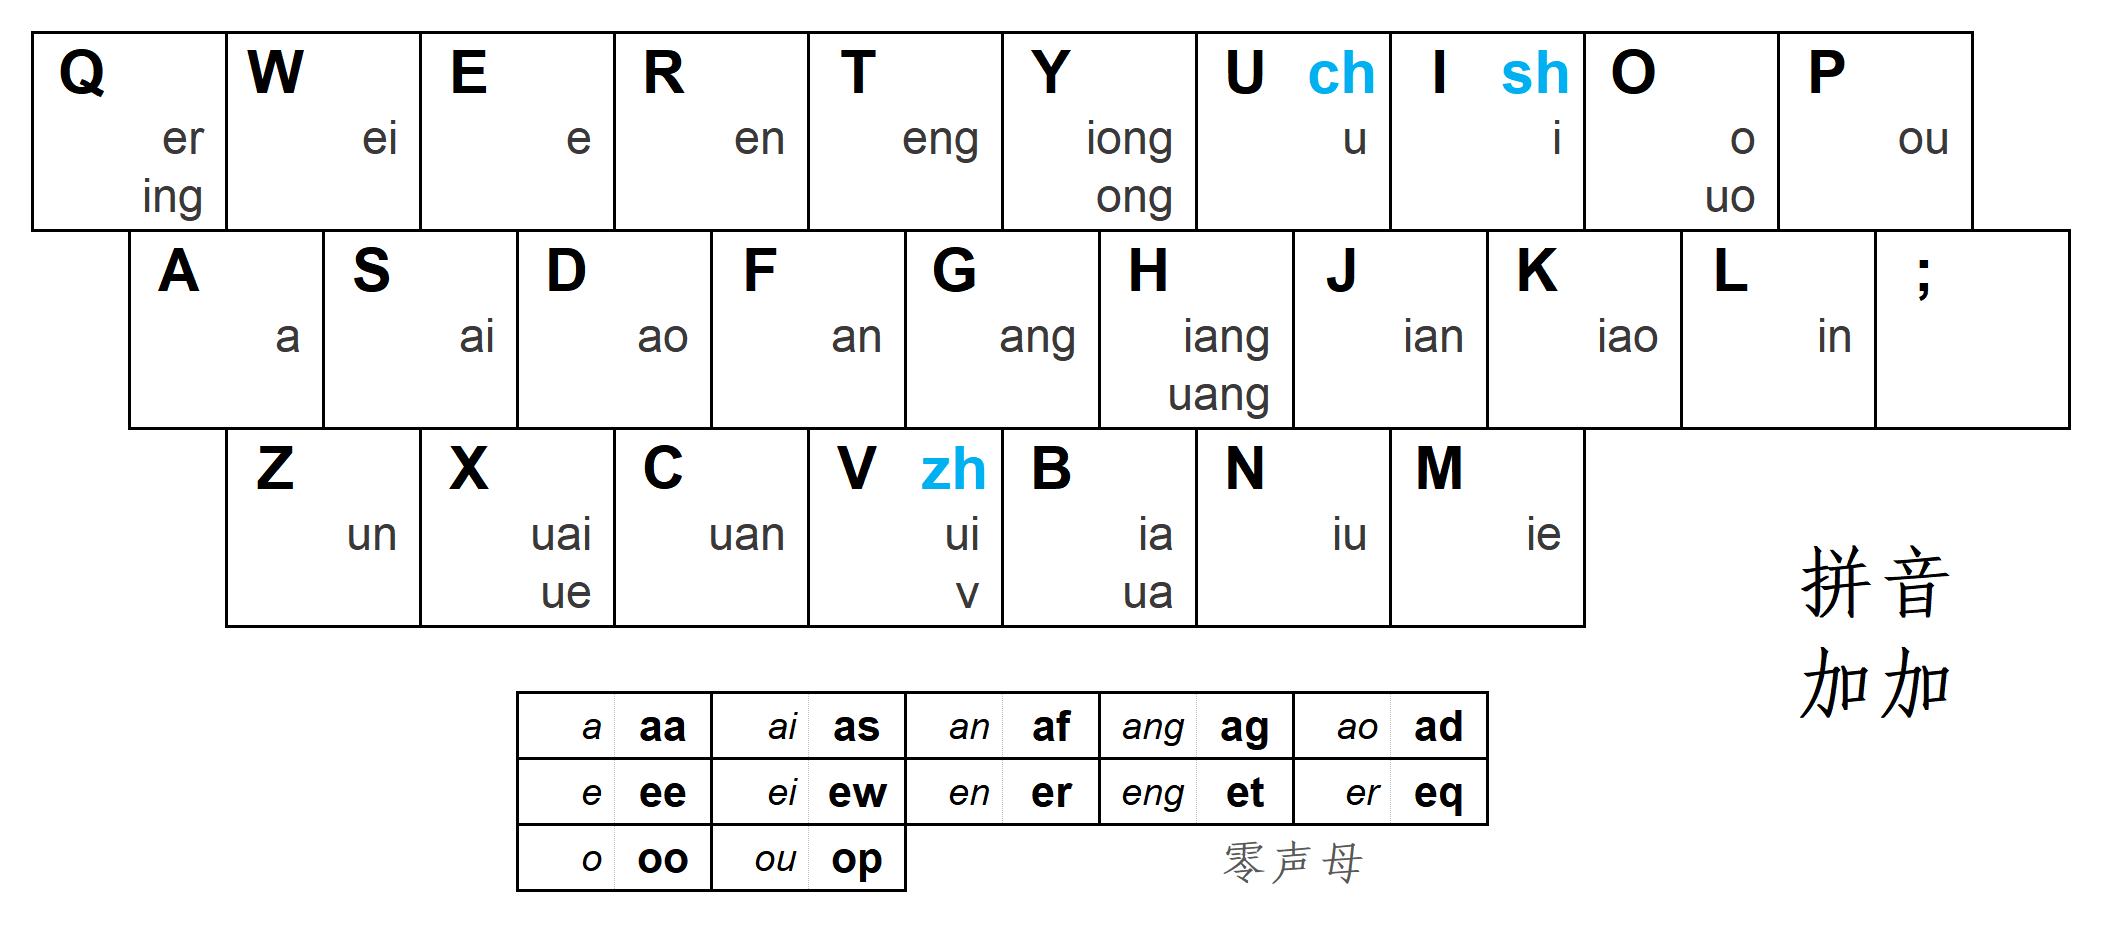 Q W E R T Y U ch I sh O P
er ei e en eng iong u i o ou
ing ong uo
A S D F G H J K L ;
a ai ao an ang iang ian iao in
uang
Z X C V zh B N M
un uai uan ui ia iu ie
ue v ua
拼音
加加
a aa ai as an af ang ag ao ad
e ee ei ew en er eng et er eq
o oo ou op
零声母